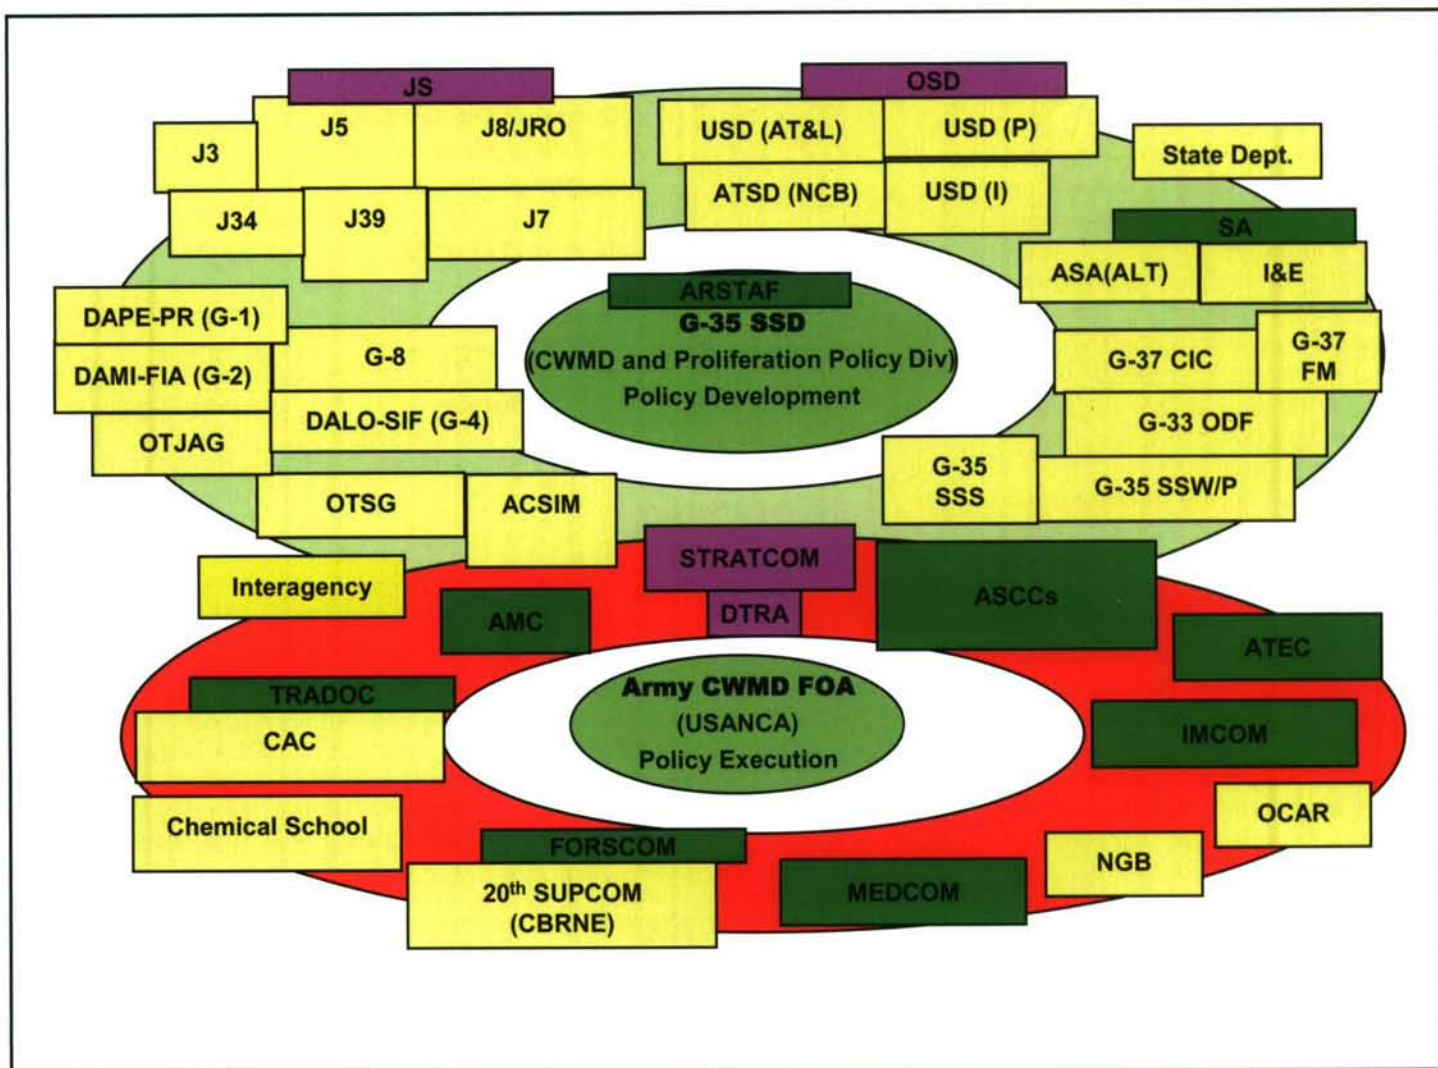 JS
J3
J5
J8/JRO
J34
J39
J7
OSD
USD (AT&L)
USD (P)
ATSD (NCB)
USD (I)
State Dept.
SA
ASA(ALT)
I&E
DAPE-PR (G-1)
DAMI-FIA (G-2)
G-8
OTJAG
DALO-SIF (G-4)
OTSG
ACSIM
ARSTAF
G-35 SSD
(CWMD and Proliferation Policy Div)
Policy Development
G-37 CIC
G-37
FM
G-33 ODF
G-35
SSS
G-35 SSW/P
Interagency
AMC
STRATCOM
DTRA
ASCCs
ATEC
TRADOC
CAC
Army CWMD FOA
(USANCA)
Policy Execution
IMCOM
Chemical School
FORSCOM
20th SUPCOM
(CBRNE)
MEDCOM
NGB
OCAR